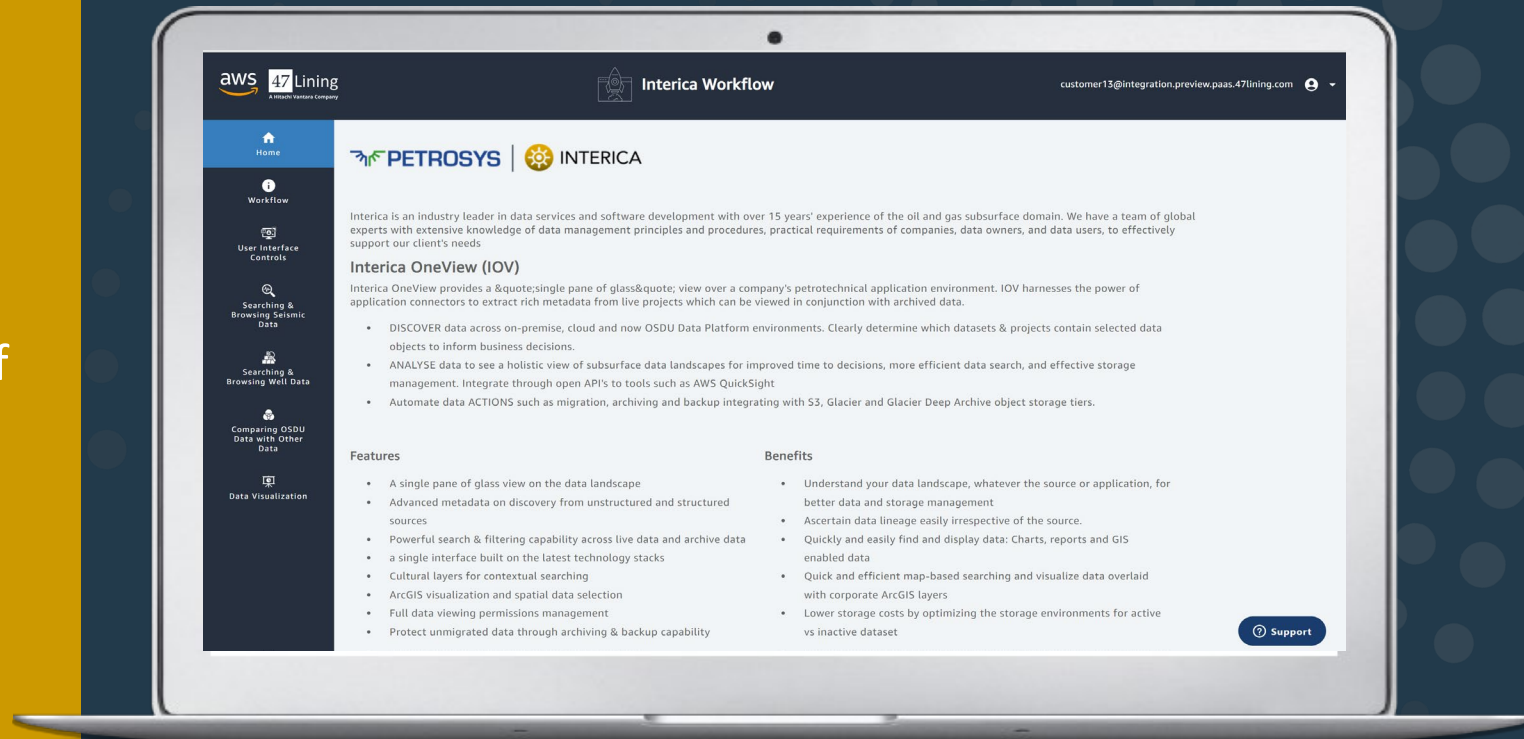 f
aws 47 Lining
A Hitachi Vantara Company
Interica Workflow
customer13@integration.preview.paas.47lining.com
Home
Workflow
User Interface
Controls
Searching &
Browsing Seismic
Data
Searching &
Browsing Well Data
Comparing OSDU
Data with Other
Data
Data Visualization
PETROSYS | INTERICA
Interica is an industry leader in data services and software development with over 15 years' experience of the oil and gas subsurface domain. We have a team of global
experts with extensive knowledge of data management principles and procedures, practical requirements of companies, data owners, and data users, to effectively
support our client's needs
Interica OneView (IOV)
Interica OneView provides a &quote;single pane of glass&quote; view over a company's petrotechnical application environment. IOV harnesses the power of
application connectors to extract rich metadata from live projects which can be viewed in conjunction with archived data.
• DISCOVER data across on-premise, cloud and now OSDU Data Platform environments. Clearly determine which datasets & projects contain selected data
objects to inform business decisions.
• ANALYSE data to see a holistic view of subsurface data landscapes for improved time to decisions, more efficient data search, and effective storage
management. Integrate through open API's to tools such as AWS QuickSight
• Automate data ACTIONS such as migration, archiving and backup integrating with S3, Glacier and Glacier Deep Archive object storage tiers.
Features
• A single pane of glass view on the data landscape
• Advanced metadata on discovery from unstructured and structured
sources
• Powerful search & filtering capability across live data and archive data
• a single interface built on the latest technology stacks
• Cultural layers for contextual searching
• ArcGIS visualization and spatial data selection
• Full data viewing permissions management
• Protect unmigrated data through archiving & backup capability
Benefits
• Understand your data landscape, whatever the source or application, for
better data and storage management
• Ascertain data lineage easily irrespective of the source.
• Quickly and easily find and display data: Charts, reports and GIS
enabled data
• Quick and efficient map-based searching and visualize data overlaid
with corporate ArcGIS layers
• Lower storage costs by optimizing the storage environments for active
vs inactive dataset
Support